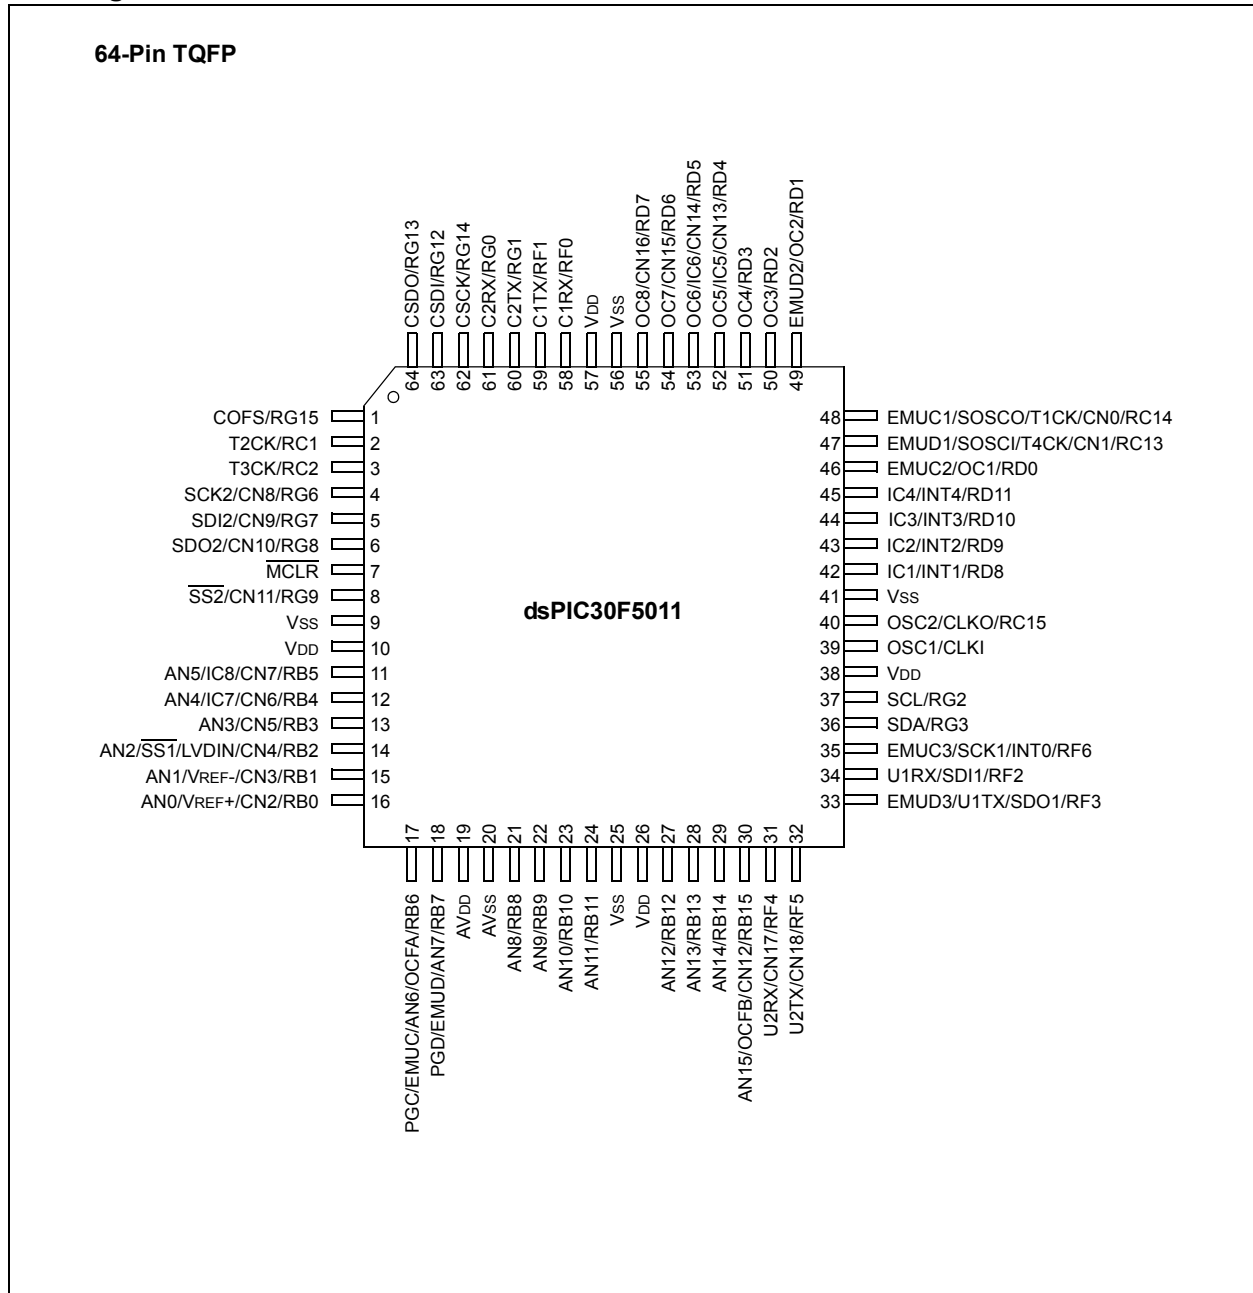 64-Pin TQFP
CSDO/RG13
CSDI/RG12
CSCK/RG14
C2RX/RG0
C2TX/RG1
C1TX/RF1
C1RX/RF0
VDD
VSS
OC8/CN16/RD7
OC7/CN15/RD6
OC6/IC6/CN14/RD5
OC5/IC5/CN13/RD4
OC4/RD3
OC3/RD2
EMUD2/OC2/RD1
64 63 62 61 60 59 58 57 56 55 54 53 52 51 50 49
COFS/RG15 1
T2CK/RC1 2
T3CK/RC2 3
SCK2/CN8/RG6 4
SDI2/CN9/RG7 5
SDO2/CN10/RG8 6
MCLR 7
SS2/CN11/RG9 8
VSS 9
VDD 10
AN5/IC8/CN7/RB5 11
AN4/IC7/CN6/RB4 12
AN3/CN5/RB3 13
AN2/SS1/LVDIN/CN4/RB2 14
AN1/VREF-/CN3/RB1 15
AN0/VREF+/CN2/RB0 16
dsPIC30F5011
48 EMUC1/SOSCO/T1CK/CN0/RC14
47 EMUD1/SOSCI/T4CK/CN1/RC13
46 EMUC2/OC1/RD0
45 IC4/INT4/RD11
44 IC3/INT3/RD10
43 IC2/INT2/RD9
42 IC1/INT1/RD8
41 VSS
40 OSC2/CLKO/RC15
39 OSC1/CLKI
38 VDD
37 SCL/RG2
36 SDA/RG3
35 EMUC3/SCK1/INT0/RF6
34 U1RX/SDI1/RF2
33 EMUD3/U1TX/SDO1/RF3
17 18 19 20 21 22 23 24 25 26 27 28 29 30 31 32
PGC/EMUC/AN6/OCFA/RB6
PGD/EMUD/AN7/RB7
AVDD
AVSS
AN8/RB8
AN9/RB9
AN10/RB10
AN11/RB11
VSS
VDD
AN12/RB12
AN13/RB13
AN14/RB14
AN15/OCFB/CN12/RB15
U2RX/CN17/RF4
U2TX/CN18/RF5